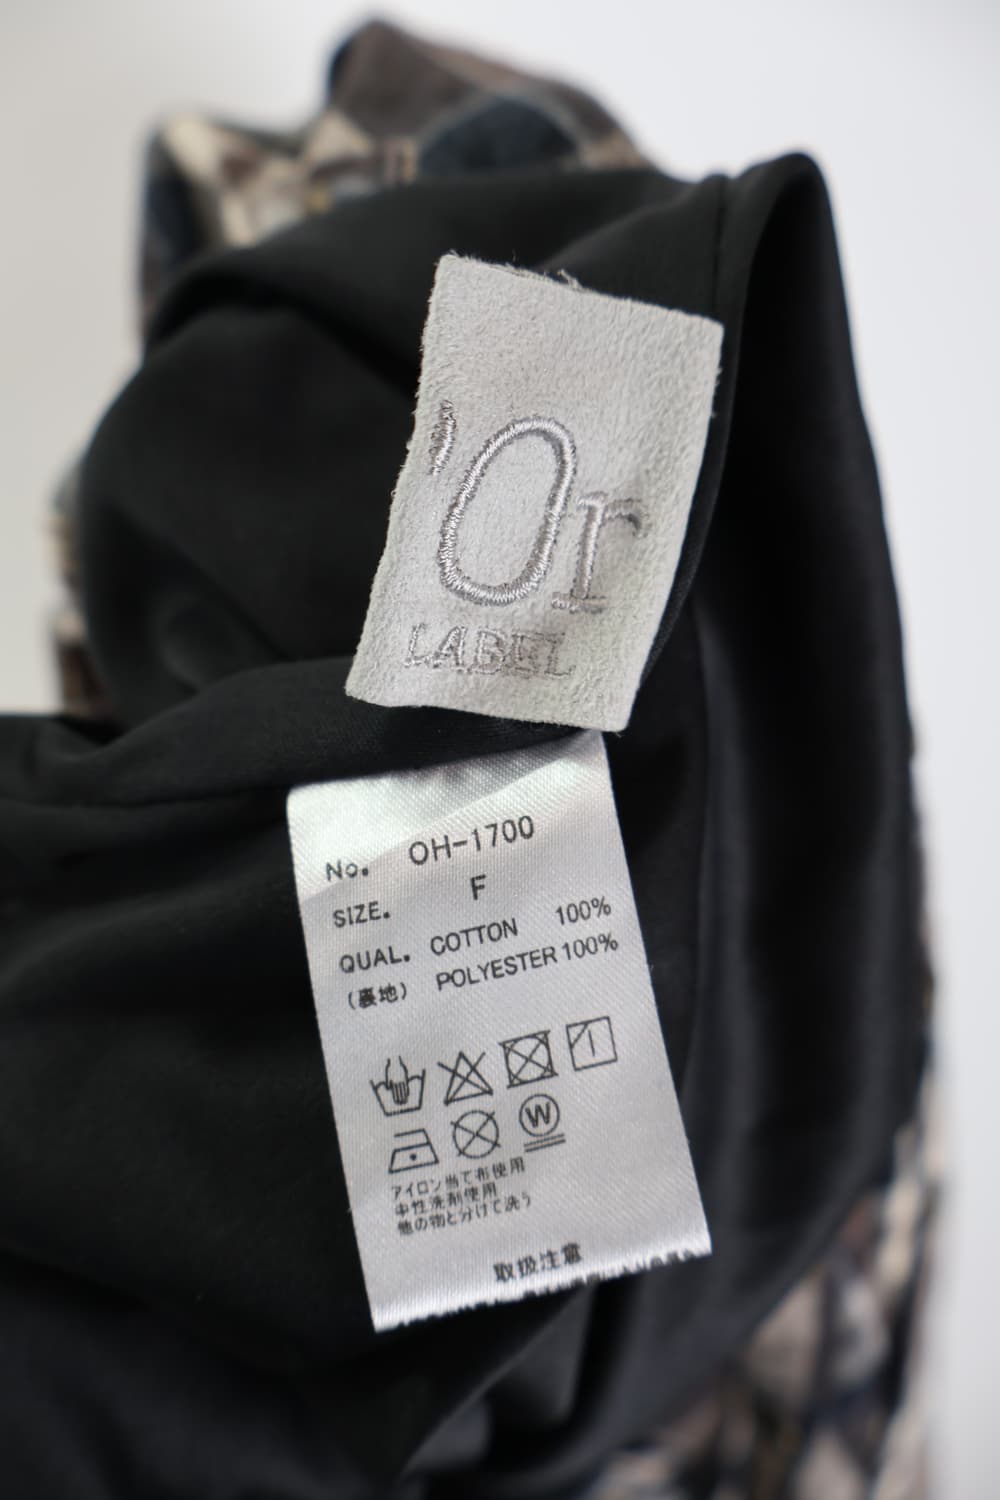 'Or
LABEL
No. OH-1700
SIZE. F
QUAL. COTTON 100%
(裏地) POLYESTER 100%
W
アイロン当て布使用
中性洗剤使用
他の物と分けて洗う
取扱注意